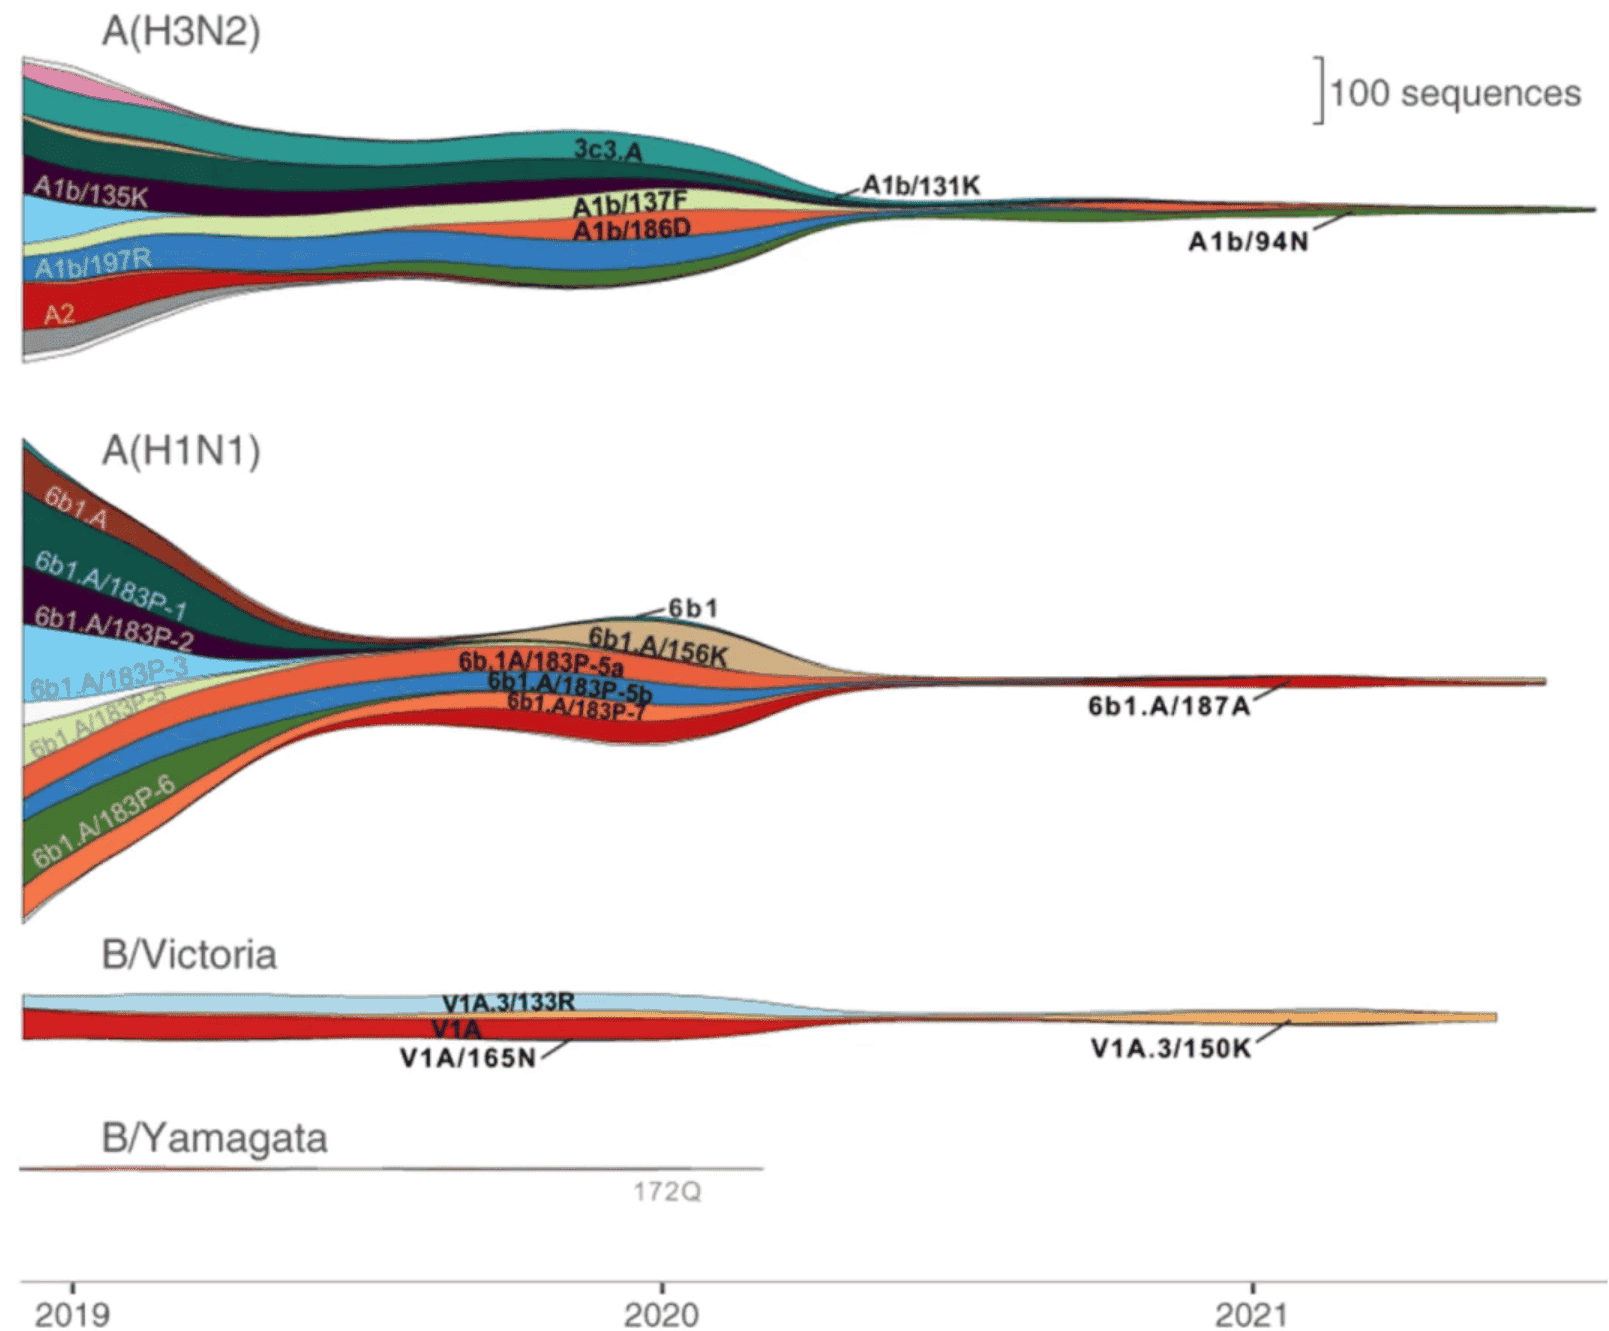 A(H3N2)
100 sequences
3c3.A
A1b/131K
A1b/135K
A1b/137F
A1b/186D
A1b/94N
A1b/197R
A2
A(H1N1)
6b1.A
6b1.A/183P-1
6b1
6b1.A/183P-2
6b1.A/156K
6b.1A/183P-5a
6b1.A/183P-3
6b1.A/183P-5b
6b1.A/183P-7
6b1.A/187A
6b1.A/183P-5
6b1.A/183P-6
B/Victoria
V1A.3/133R
V1A
V1A/165N
V1A.3/150K
B/Yamagata
172Q
2019
2020
2021